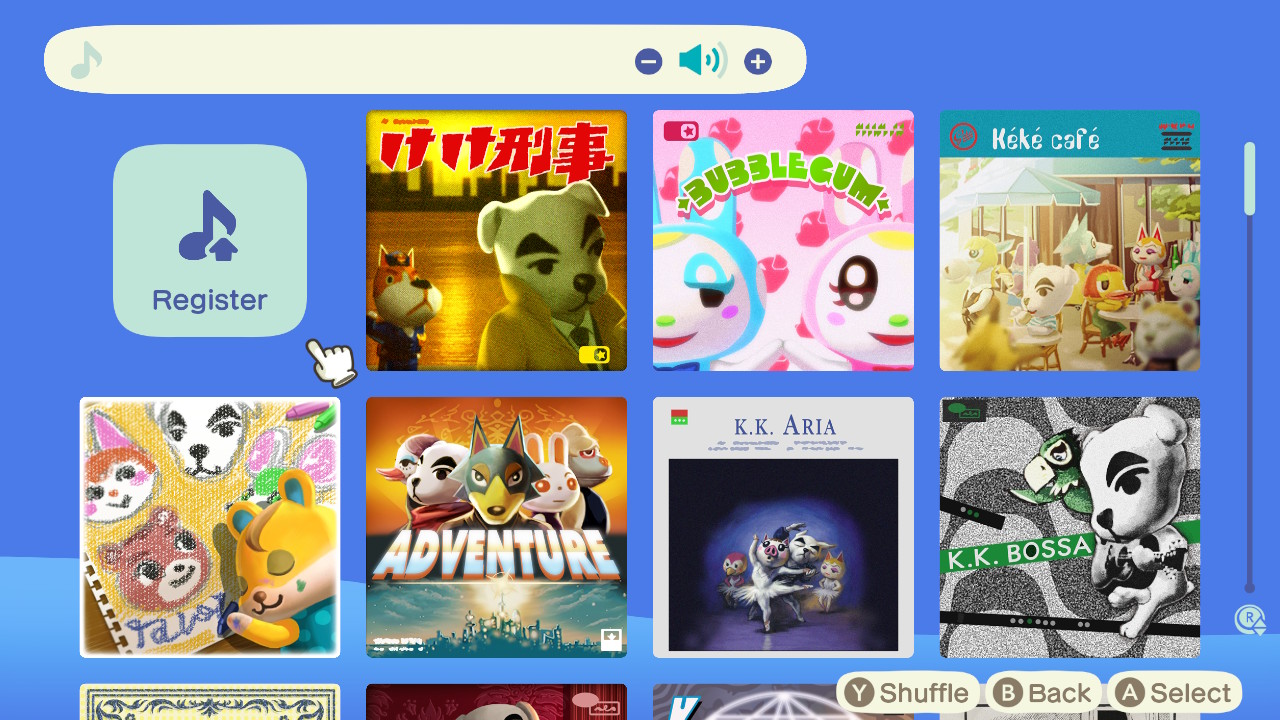 Register
けけ刑事
BUBBLEGUM
Kéké café
ADVENTURE
K.K. ARIA
K.K. BOSSA
R
Y Shuffle
B Back
A Select